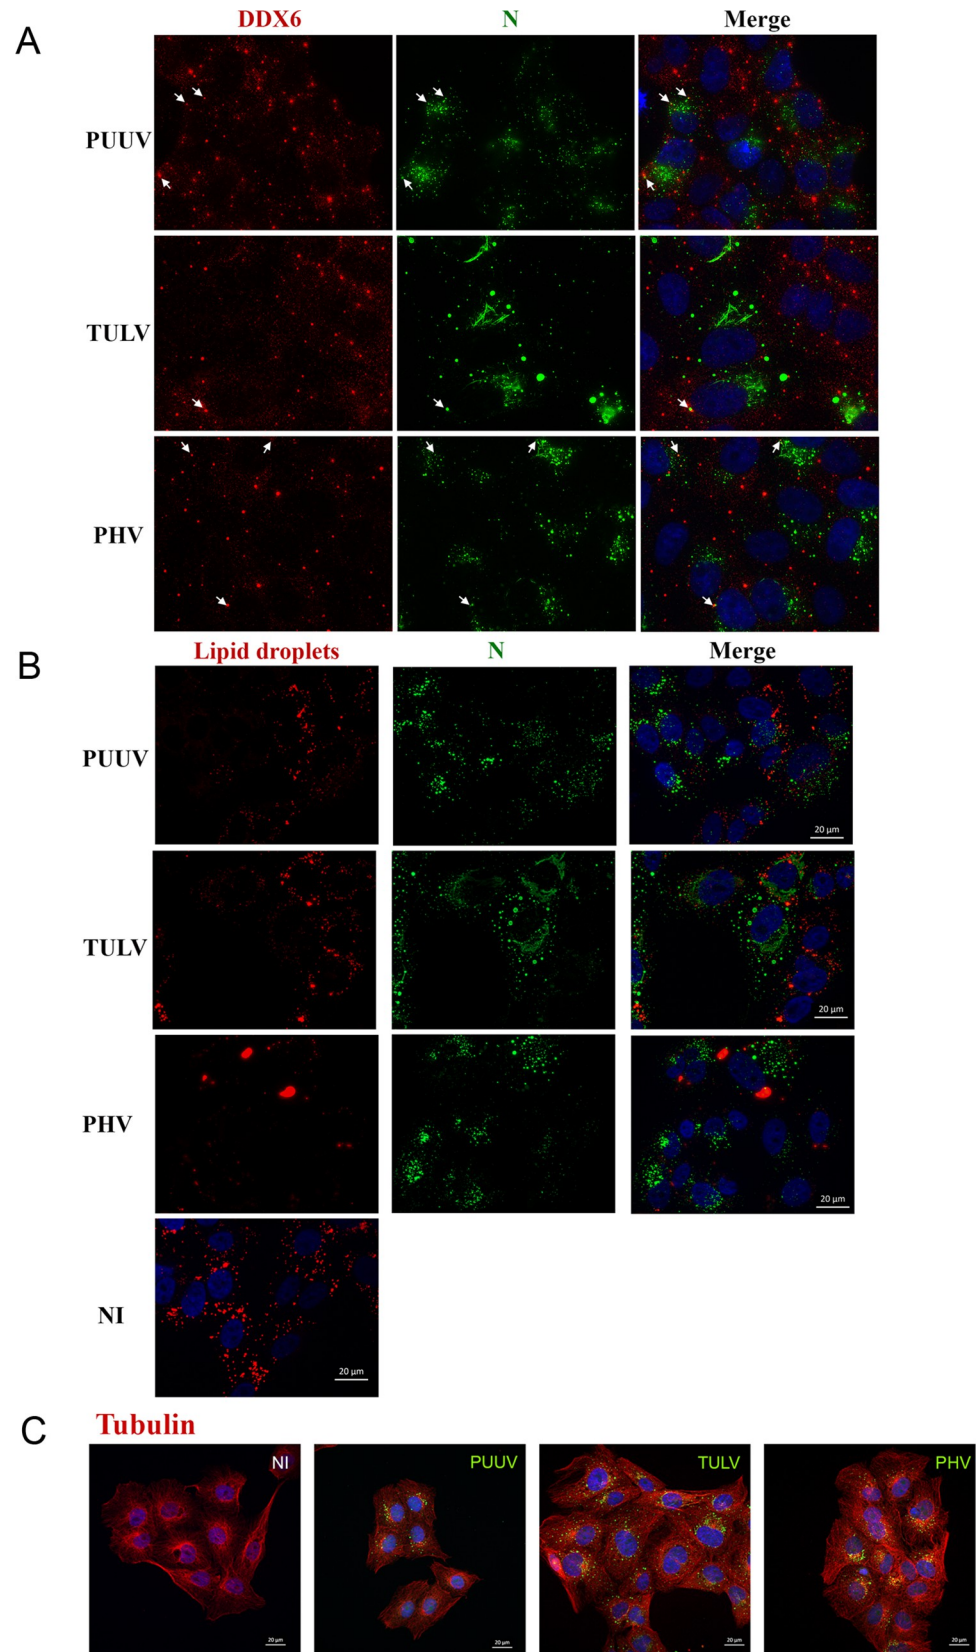 A
DDX6 N Merge
PUUV
TULV
PHV
B
Lipid droplets N Merge
PUUV
20 µm
TULV
20 µm
PHV
20 µm
NI
20 µm
C
Tubulin
NI PUUV TULV PHV
20 µm 20 µm 20 µm 20 µm